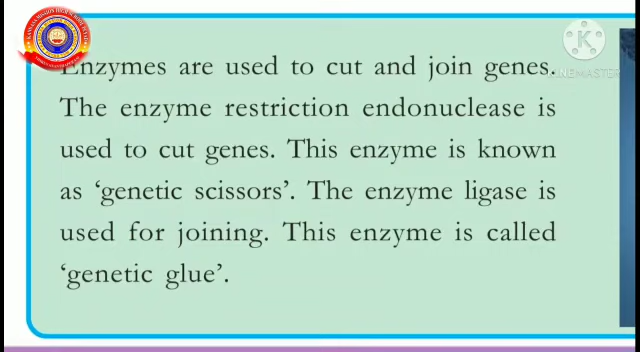 Enzymes are used to cut and join genes.
The enzyme restriction endonuclease is
used to cut genes. This enzyme is known
as ‘genetic scissors’. The enzyme ligase is
used for joining. This enzyme is called
‘genetic glue’.
K
KINEMASTER